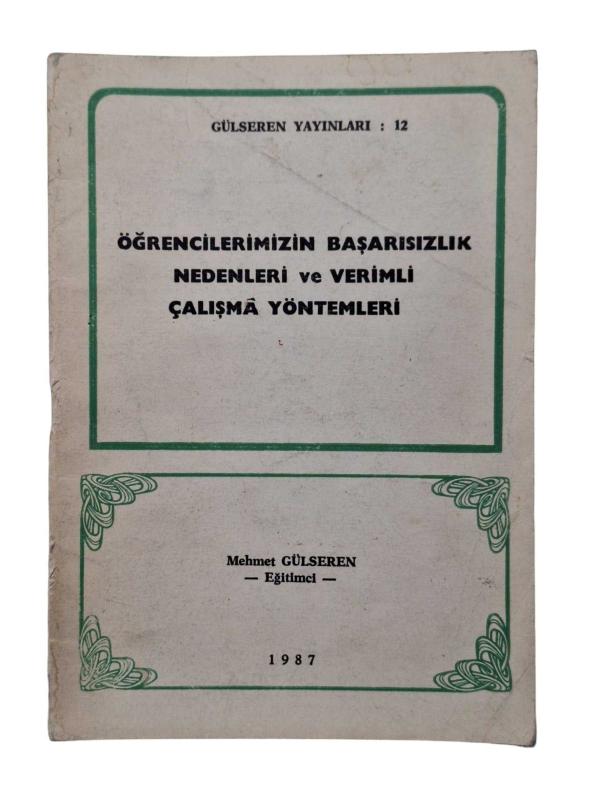 GÜLSEREN YAYINLARI : 12
ÖĞRENCİLERİMİZİN BAŞARISIZLIK
NEDENLERİ ve VERİMLİ
ÇALIŞMÂ YÖNTEMLERİ
Mehmet GÜLSEREN
— Eğitimci —
1987